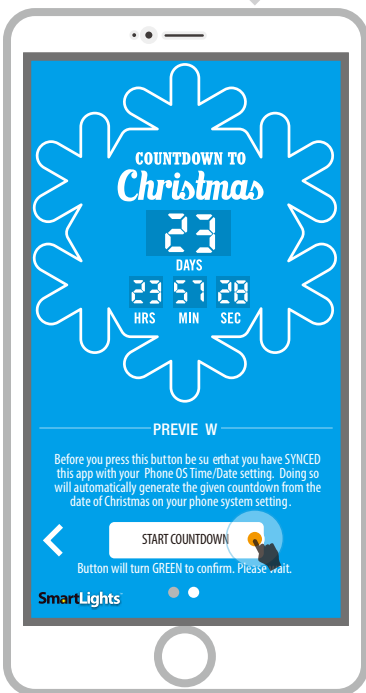 COUNTDOWN TO
Christmas
23
DAYS
23 57 28
HRS MIN SEC
PREVIE W
Before you press this button be su erthat you have SYNCED
this app with your Phone OS Time/Date setting. Doing so
will automatically generate the given countdown from the
date of Christmas on your phone system setting.
START COUNTDOWN
Button will turn GREEN to confirm. Please wait.
SmartLights